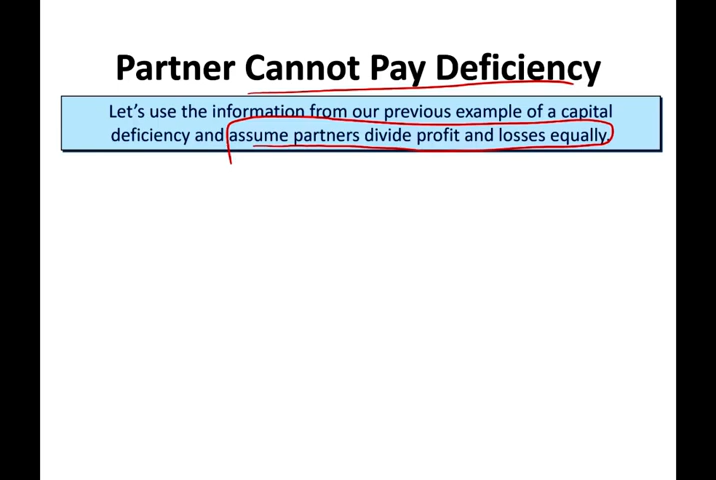 Partner Cannot Pay Deficiency
Let's use the information from our previous example of a capital
deficiency and assume partners divide profit and losses equally.